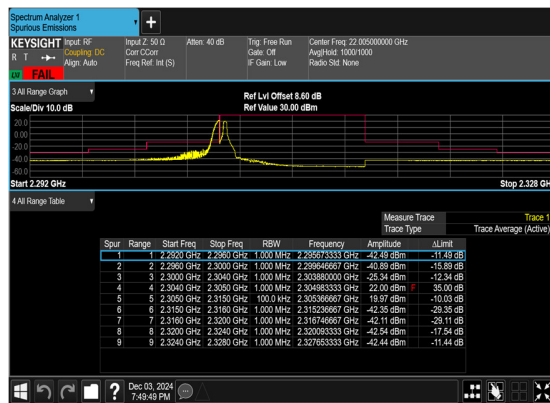 Spectrum Analyzer 1
Spurious Emissions
+
KEYSIGHT Input: RF Input Z: 50 Ω Atten: 40 dB Trig: Free Run Center Freq: 22.005000000 GHz
R T Coupling: DC Corr CCorr Gate: Off Avg|Hold: 1000/1000
Align: Auto Freq Ref: Int (S) IF Gain: Low Radio Std: None
LXI FAIL
3 All Range Graph
Scale/Div 10.0 dB Ref Lvl Offset 8.60 dB
Ref Value 30.00 dBm
20.0
10.0
0.00
-20.0
-40.0
-60.0
Start 2.292 GHz Stop 2.328 GH
4 All Range Table
Measure Trace Trace 1
Trace Type Trace Average (Active)
Spur Range Start Freq Stop Freq RBW Frequency Amplitude ΔLimit
1 1 2.2920 GHz 2.2960 GHz 1.000 MHz 2.295673333 GHz -42.49 dBm -11.49 dB
2 2 2.2960 GHz 2.3000 GHz 1.000 MHz 2.299646667 GHz -40.89 dBm -15.89 dB
3 3 2.3000 GHz 2.3040 GHz 1.000 MHz 2.303880000 GHz -25.34 dBm -12.34 dB
4 4 2.3040 GHz 2.3050 GHz 1.000 MHz 2.304983333 GHz 22.00 dBm F 35.00 dB
5 5 2.3050 GHz 2.3150 GHz 100.0 kHz 2.305366667 GHz 19.97 dBm -10.03 dB
6 6 2.3150 GHz 2.3160 GHz 1.000 MHz 2.315236667 GHz -42.35 dBm -29.35 dB
7 7 2.3160 GHz 2.3200 GHz 1.000 MHz 2.316746667 GHz -42.11 dBm -29.11 dB
8 8 2.3200 GHz 2.3240 GHz 1.000 MHz 2.320093333 GHz -42.54 dBm -17.54 dB
9 9 2.3240 GHz 2.3280 GHz 1.000 MHz 2.327653333 GHz -42.44 dBm -11.44 dB
? Dec 03, 2024
7:49:49 PM